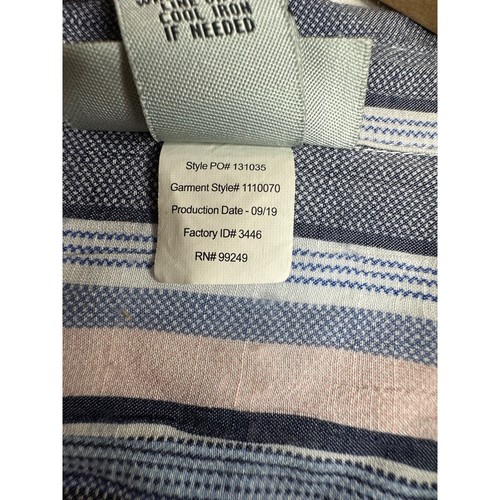 COOL IRON
IF NEEDED
Style PO# 131035
Garment Style# 1110070
Production Date - 09/19
Factory ID# 3446
RN# 99249